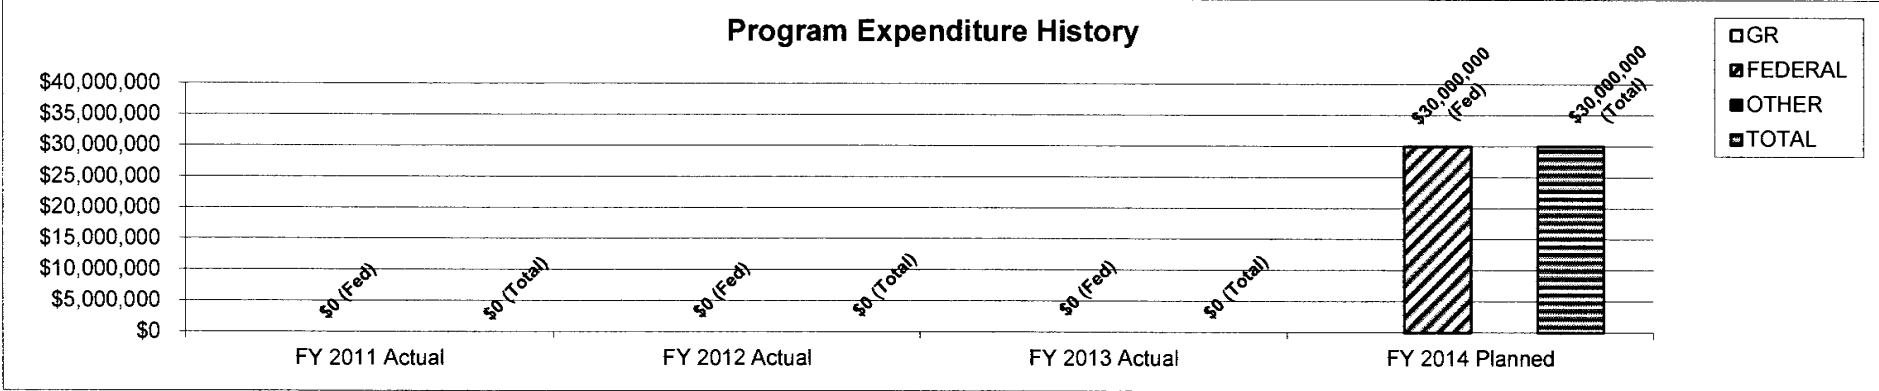 Program Expenditure History
GR
FEDERAL
OTHER
TOTAL
$40,000,000
$35,000,000
$30,000,000
$25,000,000
$20,000,000
$15,000,000
$10,000,000
$5,000,000
$0
$0 (Fed)
$0 (Total)
$0 (Fed)
$0 (Total)
$0 (Fed)
$0 (Total)
$30,000,000
(Fed)
$30,000,000
(Total)
FY 2011 Actual
FY 2012 Actual
FY 2013 Actual
FY 2014 Planned